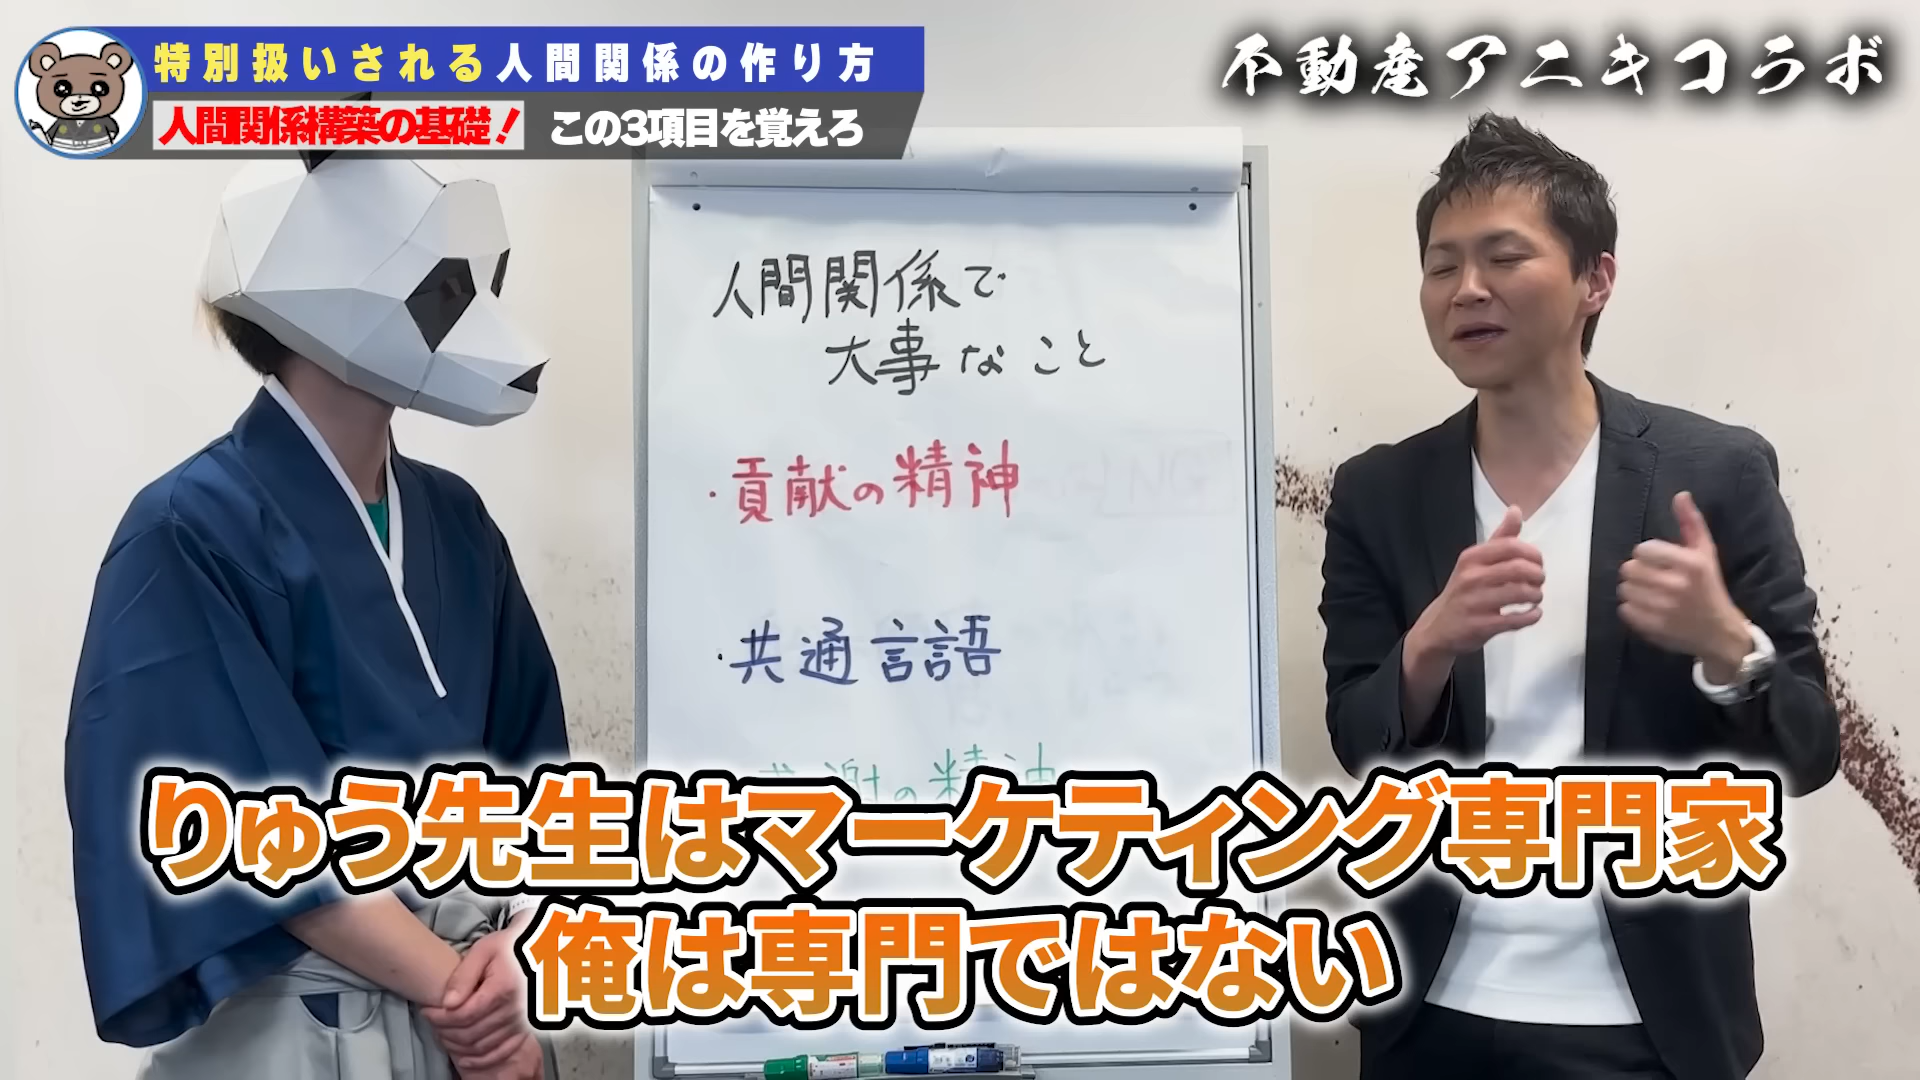 特別扱いされる人間関係の作り方
人間関係構築の基礎！ この3項目を覚えろ
不動産アニキコラボ
人間関係で
大事なこと
・貢献の精神
・共通言語
謝の精神
りゅう先生はマーケティング専門家
俺は専門ではない